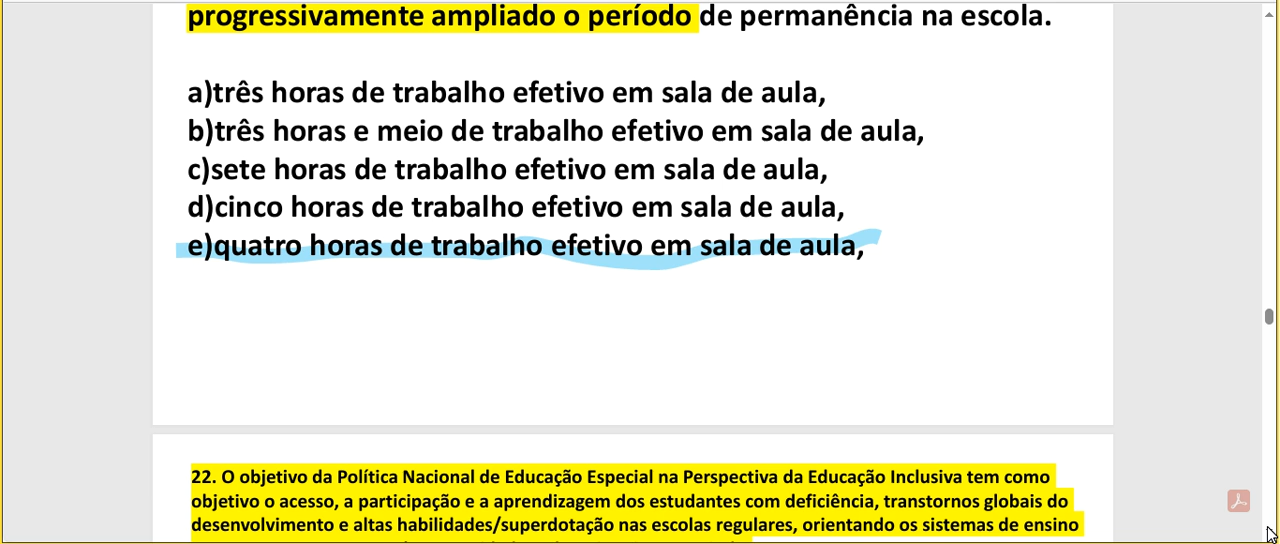 progressivamente ampliado o período de permanência na escola.
a)três horas de trabalho efetivo em sala de aula,
b)três horas e meio de trabalho efetivo em sala de aula,
c)sete horas de trabalho efetivo em sala de aula,
d)cinco horas de trabalho efetivo em sala de aula,
e)quatro horas de trabalho efetivo em sala de aula,
22. O objetivo da Política Nacional de Educação Especial na Perspectiva da Educação Inclusiva tem como
objetivo o acesso, a participação e a aprendizagem dos estudantes com deficiência, transtornos globais do
desenvolvimento e altas habilidades/superdotação nas escolas regulares, orientando os sistemas de ensino